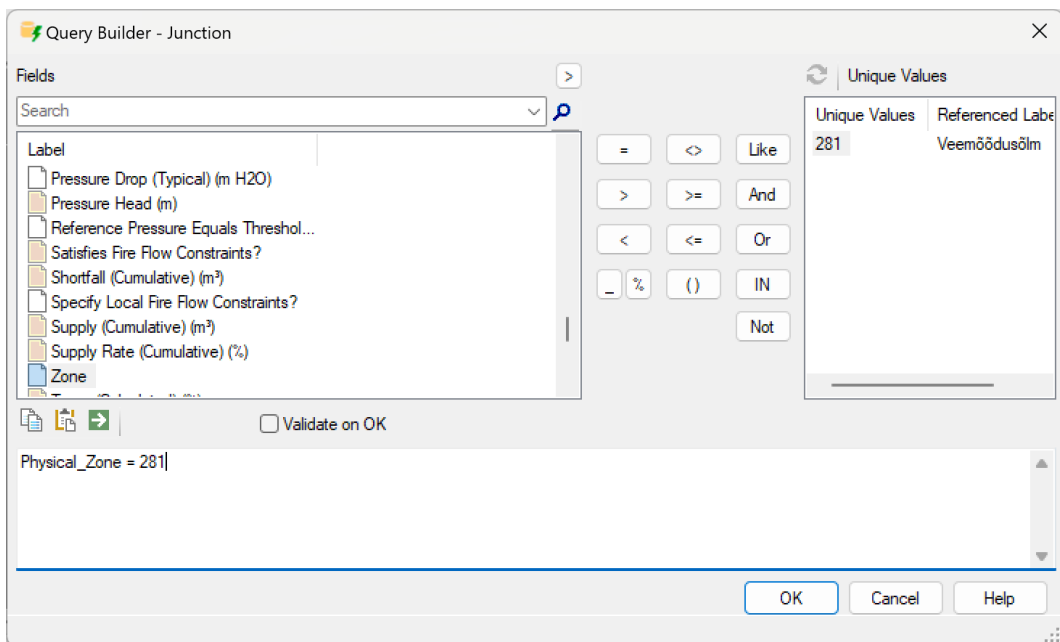 Query Builder - Junction
Fields
>
Unique Values
Search
Label
Pressure Drop (Typical) (m H2O)
Pressure Head (m)
Reference Pressure Equals Threshol...
Satisfies Fire Flow Constraints?
Shortfall (Cumulative) (m³)
Specify Local Fire Flow Constraints?
Supply (Cumulative) (m³)
Supply Rate (Cumulative) (%)
Zone
= <> Like
> >= And
< <= Or
_ % ( ) IN
Not
Unique Values Referenced Labe
281 Veemõõdusõlm
Validate on OK
Physical_Zone = 281
OK Cancel Help